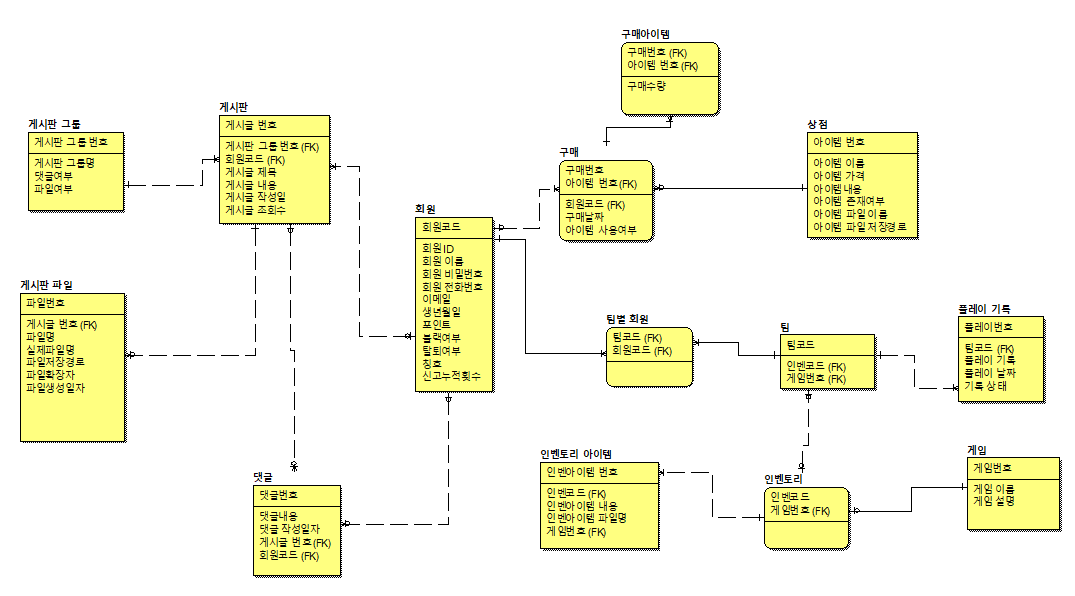 구매아이템
구매번호 (FK)
아이템 번호 (FK)
구매수량
게시판 그룹
게시판 그룹 번호
게시판 그룹명
댓글여부
파일여부
게시판
게시글 번호
게시판 그룹 번호 (FK)
회원코드 (FK)
게시글 제목
게시글 내용
게시글 작성일
게시글 조회수
구매
구매번호
아이템 번호 (FK)
회원코드 (FK)
구매날짜
아이템 사용여부
상점
아이템 번호
아이템 이름
아이템 가격
아이템내용
아이템 존재여부
아이템 파일이름
아이템 파일저장경로
회원
회원코드
회원ID
회원 이름
회원 비밀번호
회원 전화번호
이메일
생년월일
포인트
블랙여부
탈퇴여부
칭호
신고누적횟수
게시판 파일
파일번호
게시글 번호 (FK)
파일명
실제파일명
파일저장경로
파일확장자
파일생성일자
팀별 회원
팀코드 (FK)
회원코드 (FK)
팀
팀코드
인벤코드 (FK)
게임번호 (FK)
플레이 기록
플레이번호
팀코드 (FK)
플레이 기록
플레이 날짜
기록 상태
댓글
댓글번호
댓글내용
댓글 작성일자
게시글 번호 (FK)
회원코드 (FK)
인벤토리 아이템
인벤아이템 번호
인벤코드 (FK)
인벤아이템 내용
인벤아이템 파일명
게임번호 (FK)
인벤토리
인벤코드
게임번호 (FK)
게임
게임번호
게임 이름
게임 설명